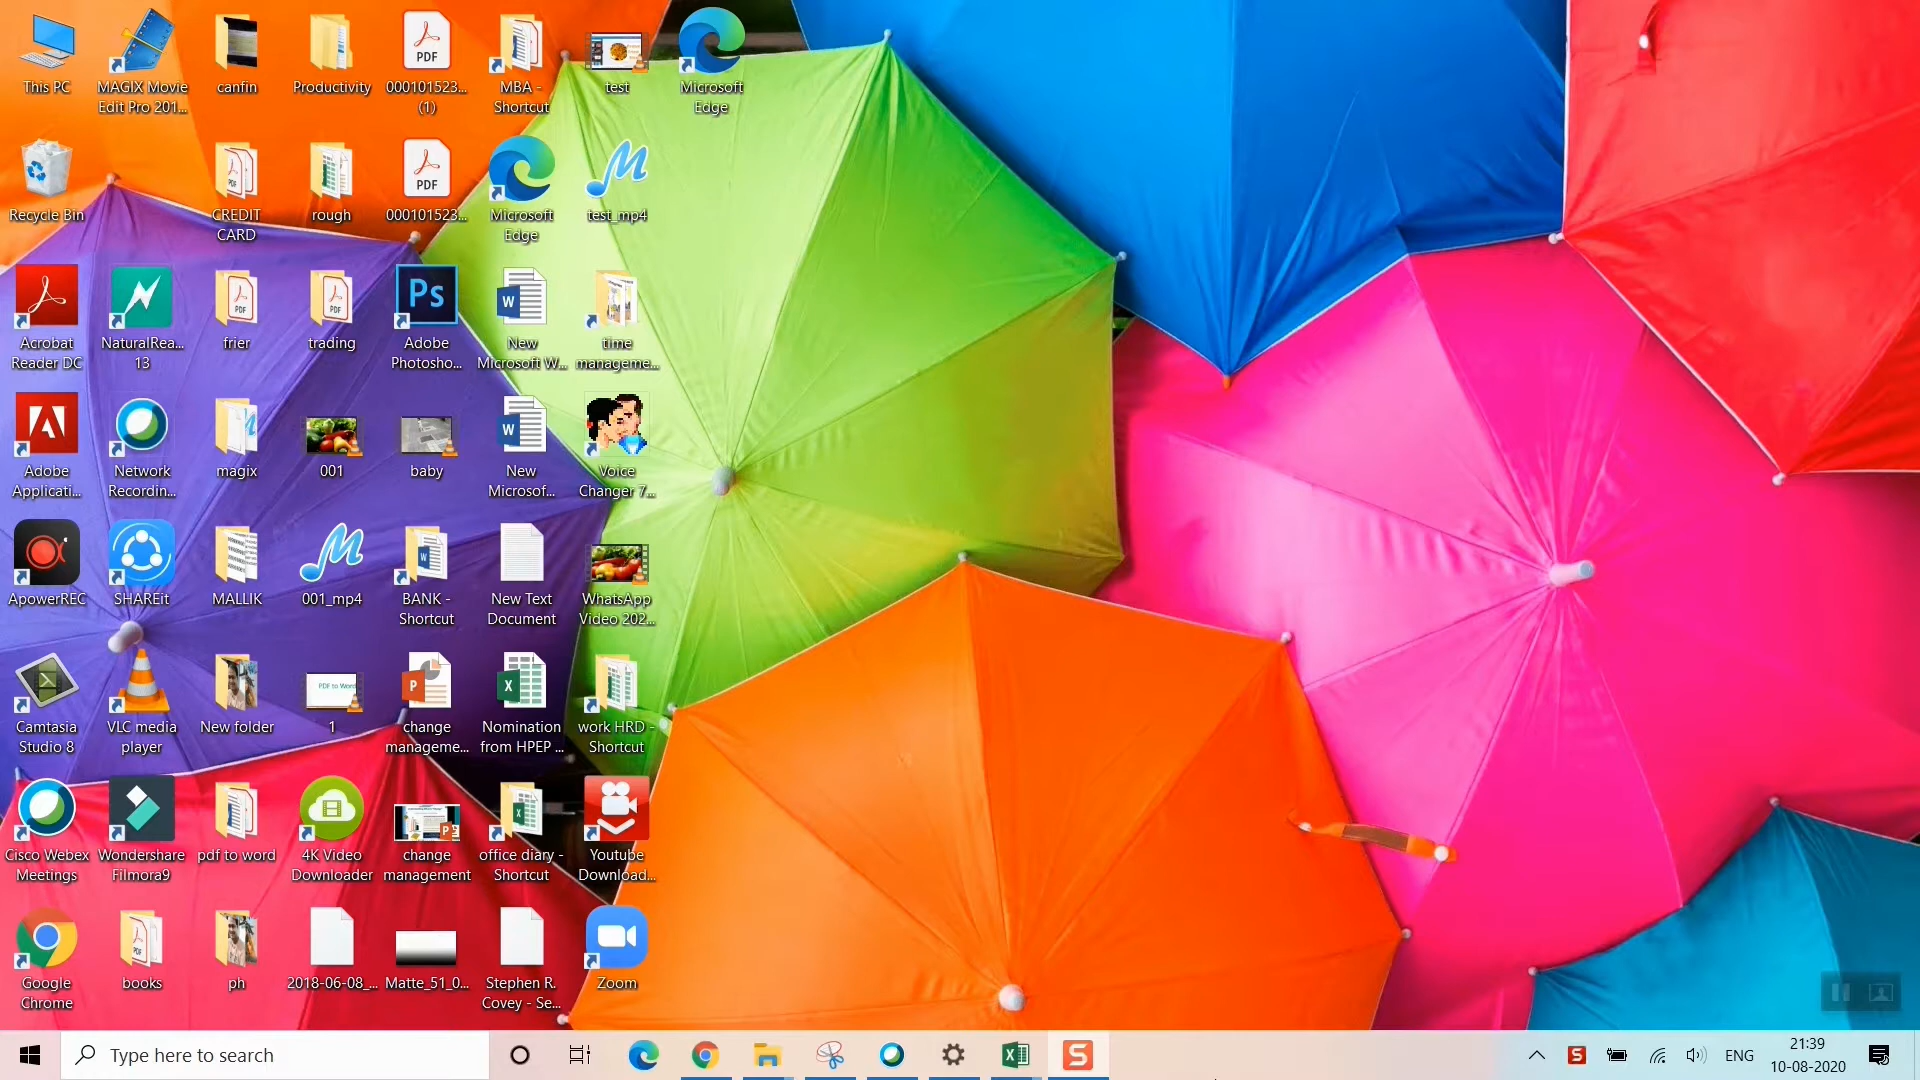 This PC
MAGIX Movie
Edit Pro 201...
canfin
Productivity
PDF
000101523...
(1)
MBA -
Shortcut
test
Microsoft
Edge
Recycle Bin
CREDIT
CARD
rough
PDF
000101523...
Microsoft
Edge
test_mp4
Acrobat
Reader DC
NaturalRea...
13
PDF
frier
PDF
trading
Ps
Adobe
Photosho...
W
New
Microsoft W...
time
manageme...
Adobe
Applicati...
Network
Recordin...
magix
001
baby
W
New
Microsof...
Voice
Changer 7...
ApowerREC
SHAREit
MALLIK
001_mp4
W
BANK -
Shortcut
New Text
Document
WhatsApp
Video 202...
Camtasia
Studio 8
VLC media
player
New folder
PDF to Word
1
P
change
manageme...
X
Nomination
from HPEP ...
work HRD -
Shortcut
Cisco Webex
Meetings
Wondershare
Filmora9
pdf to word
4K Video
Downloader
P
change
management
X
office diary -
Shortcut
Youtube
Download...
Google
Chrome
PDF
books
ph
2018-06-08_...
Matte_51_0...
Stephen R.
Covey - Se...
Zoom
Type here to search
X
S
S
ENG
21:39
10-08-2020